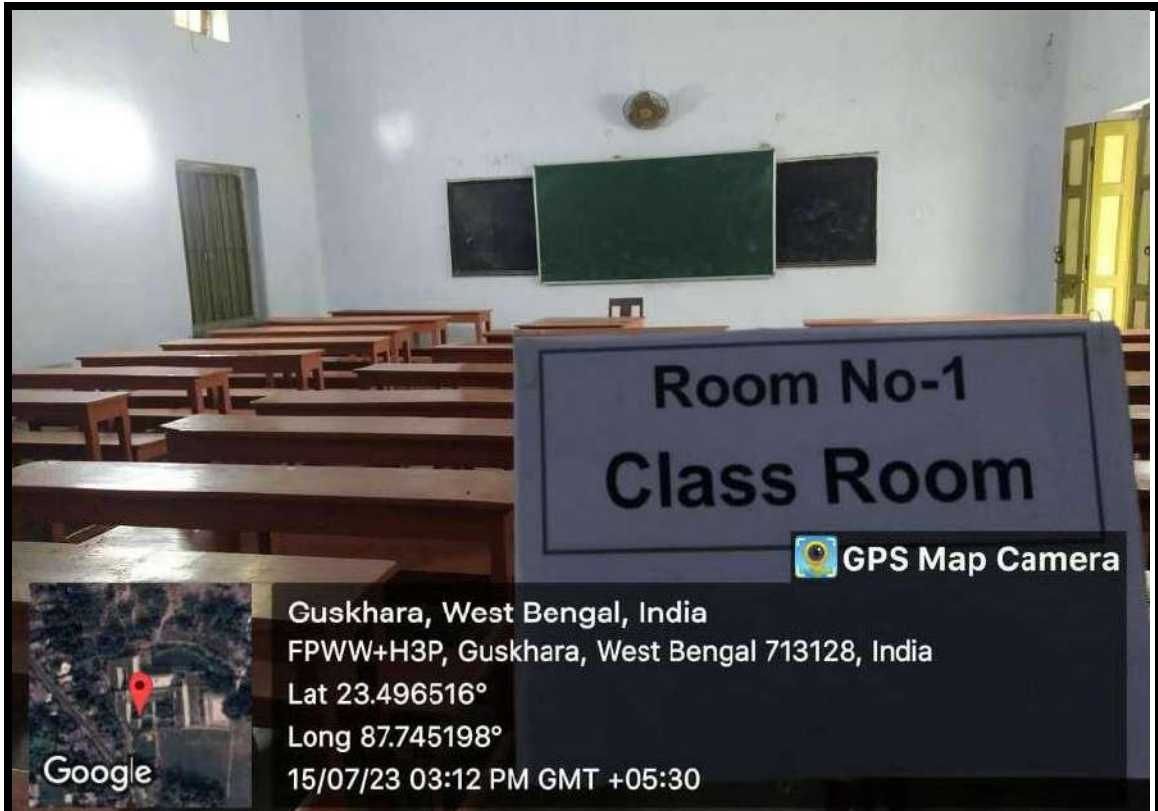 Room No-1
Class Room
GPS Map Camera
Guskhara, West Bengal, India
FPWW+H3P, Guskhara, West Bengal 713128, India
Lat 23.496516°
Long 87.745198°
15/07/23 03:12 PM GMT +05:30
Google